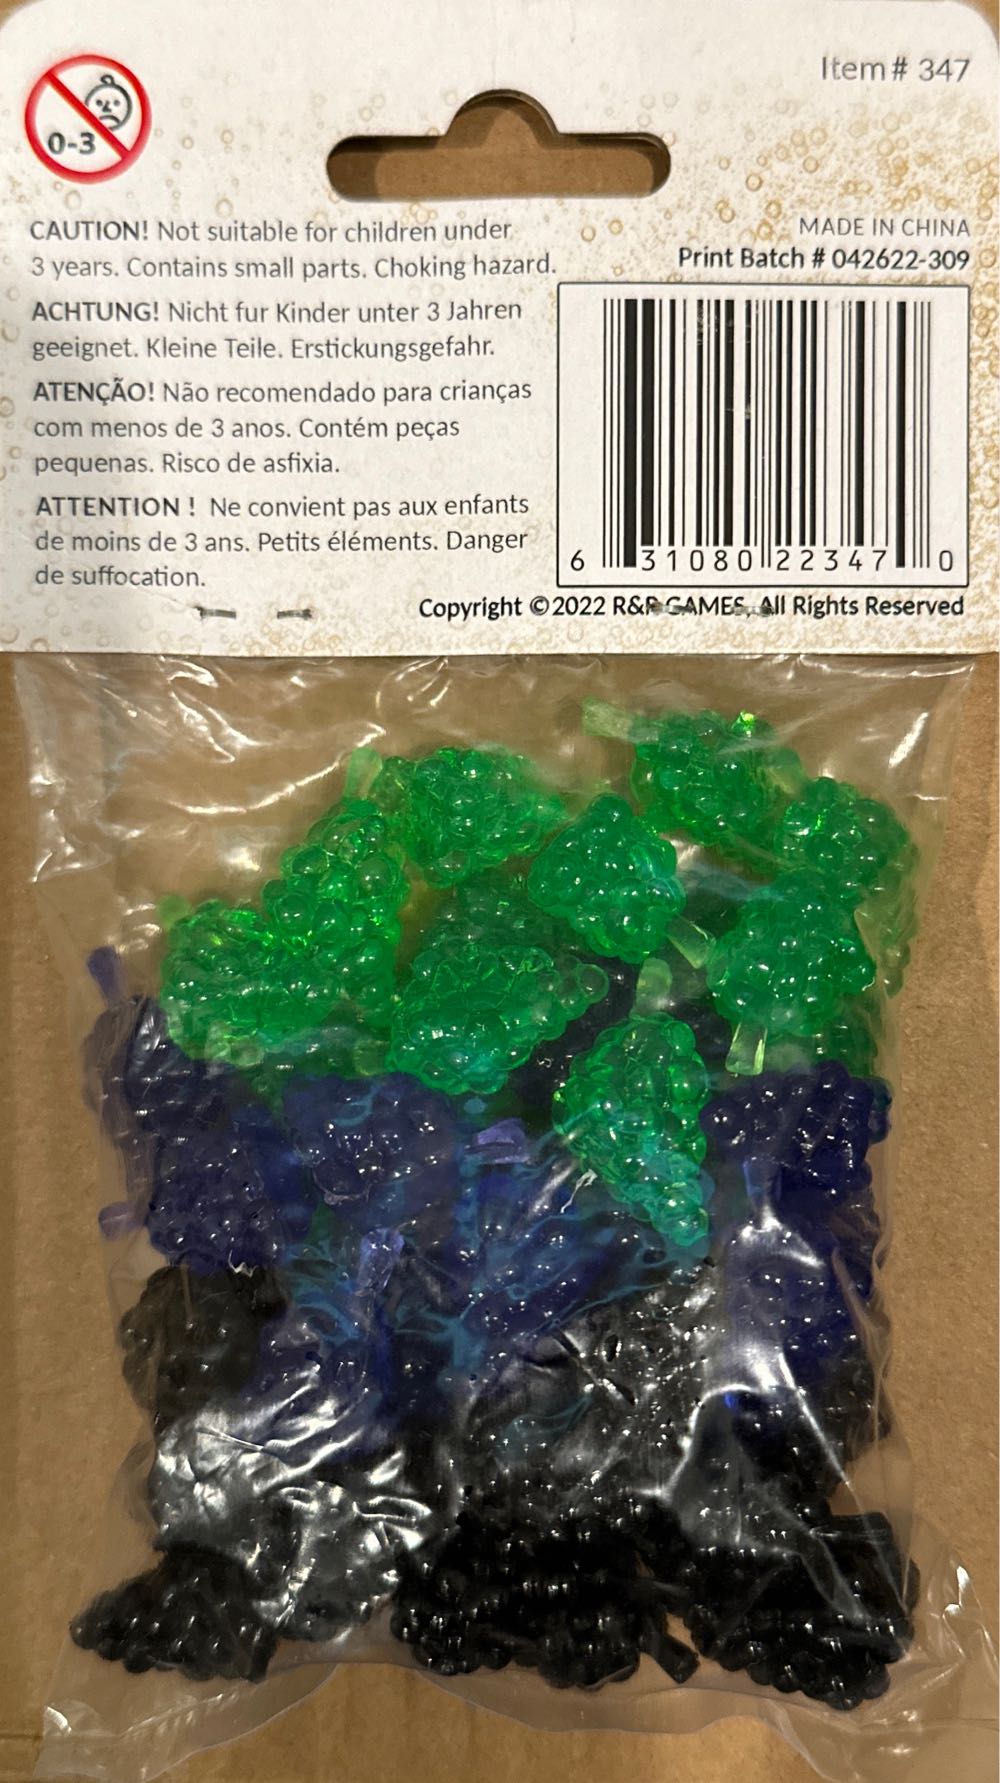 0-3
Item# 347
CAUTION! Not suitable for children under
3 years. Contains small parts. Choking hazard.
ACHTUNG! Nicht fur Kinder unter 3 Jahren
geeignet. Kleine Teile. Erstickungsgefahr.
ATENÇÃO! Não recomendado para crianças
com menos de 3 anos. Contém peças
pequenas. Risco de asfixia.
ATTENTION ! Ne convient pas aux enfants
de moins de 3 ans. Petits éléments. Danger
de suffocation.
MADE IN CHINA
Print Batch # 042622-309
6 31080 22347 0
Copyright ©2022 R&R GAMES, All Rights Reserved